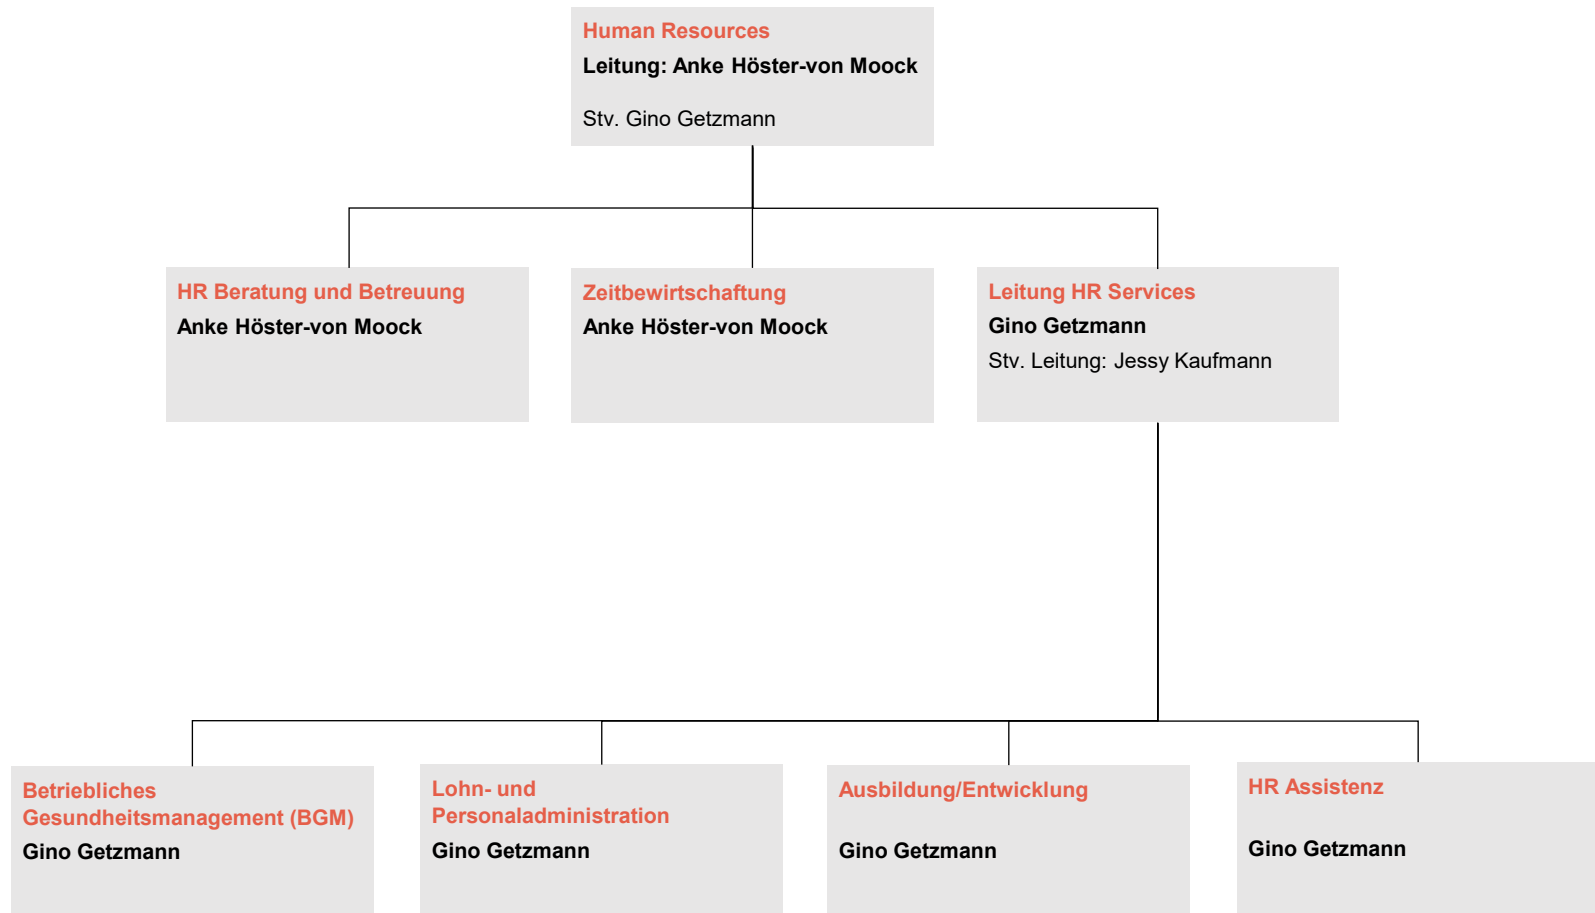 Human Resources
Leitung: Anke Höster-von Moock
Stv. Gino Getzmann
HR Beratung und Betreuung
Anke Höster-von Moock
Zeitbewirtschaftung
Anke Höster-von Moock
Leitung HR Services
Gino Getzmann
Stv. Leitung: Jessy Kaufmann
Betriebliches
Gesundheitsmanagement (BGM)
Gino Getzmann
Lohn- und
Personaladministration
Gino Getzmann
Ausbildung/Entwicklung
Gino Getzmann
HR Assistenz
Gino Getzmann